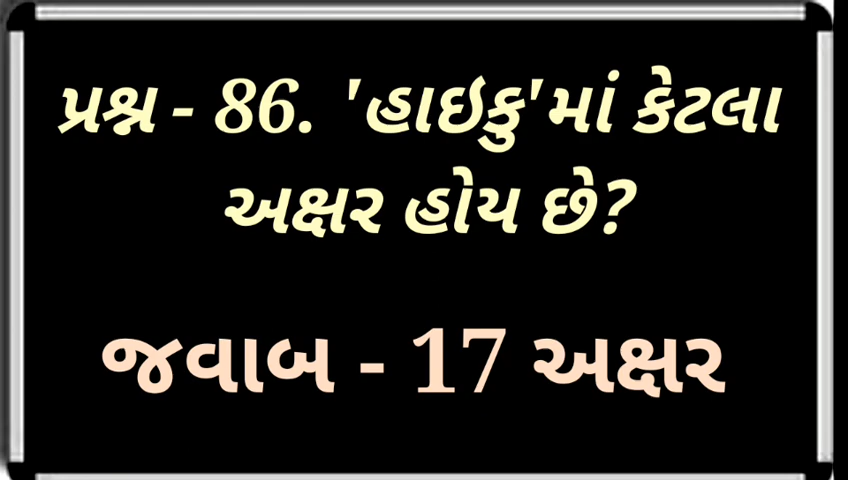 પ્રશ્ન - 86. 'હાઇકુ'માં કેટલા
અક્ષર હોય છે?
જવાબ - 17 અક્ષર